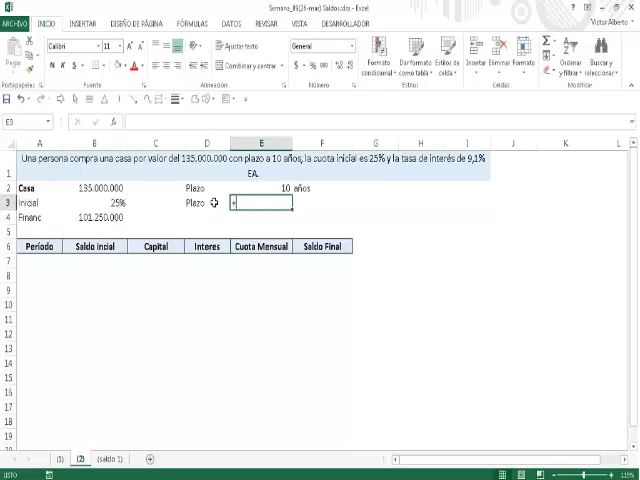 Semana_R9(26-mar) Saldos.xlsx - Excel
ARCHIVO INICIO INSERTAR DISEÑO DE PÁGINA FÓRMULAS DATOS REVISAR VISTA DESARROLLADOR Victor Alberto
Calibri 11 Ajustar texto General
Pegar Combinar y centrar Formato condicional Dar formato como tabla Estilos de celda Insertar Eliminar Formato Ordenar y filtrar Buscar y seleccionar
Portapapeles Fuente Alineación Número Estilos Celdas Modificar
E3
A B C D E F G H I J K L
1 Una persona compra una casa por valor del 135.000.000 con plazo a 10 años, la cuota inicial es 25% y la tasa de interés de 9,1%
EA.
2 Casa 135.000.000 Plazo 10 años
3 Inicial 25% Plazo +
4 Financ 101.250.000
5
6 Período Saldo incial Capital Interes Cuota Mensual Saldo Final
7
8
9
10
11
12
13
14
15
16
17
18
19
(1) (2) (saldo 1)
LISTO